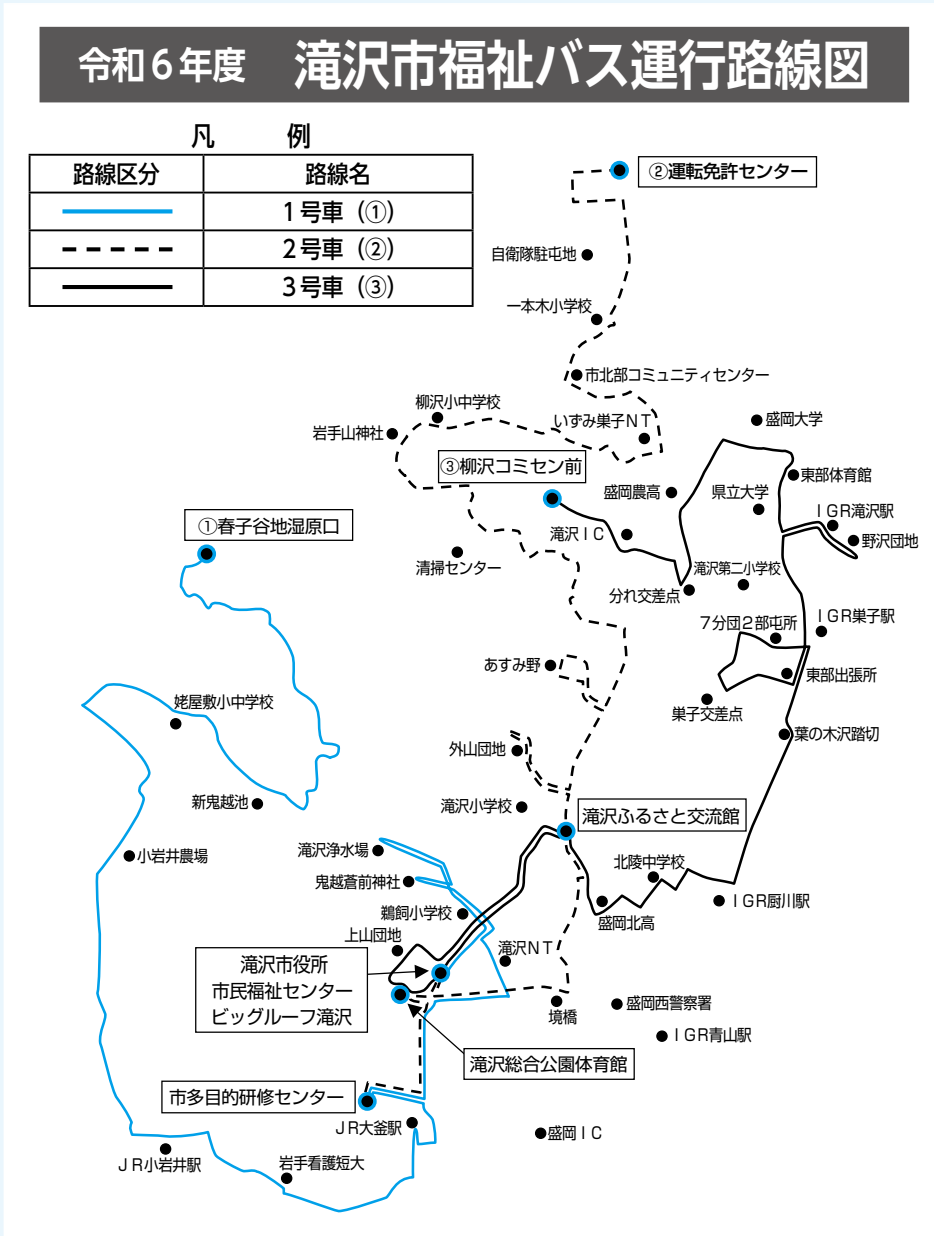 令和6年度　滝沢市福祉バス運行路線図
凡　例
路線区分　路線名
1号車（①）
2号車（②）
3号車（③）
②運転免許センター
自衛隊駐屯地
一本木小学校
市北部コミュニティセンター
柳沢小中学校
いずみ巣子NT
盛岡大学
岩手山神社
③柳沢コミセン前
東部体育館
盛岡農高
県立大学
IGR滝沢駅
①春子谷地湿原口
滝沢IC
野沢団地
清掃センター
滝沢第二小学校
分れ交差点
7分団2部屯所
IGR巣子駅
あすみ野
東部出張所
姥屋敷小中学校
巣子交差点
葉の木沢踏切
外山団地
新鬼越池
滝沢小学校
滝沢ふるさと交流館
滝沢浄水場
小岩井農場
北陵中学校
鬼越蒼前神社
IGR厨川駅
鵜飼小学校
盛岡北高
上山団地
滝沢NT
滝沢市役所
市民福祉センター
ビッグルーフ滝沢
境橋
盛岡西警察署
IGR青山駅
滝沢総合公園体育館
市多目的研修センター
JR大釜駅
盛岡IC
JR小岩井駅
岩手看護短大